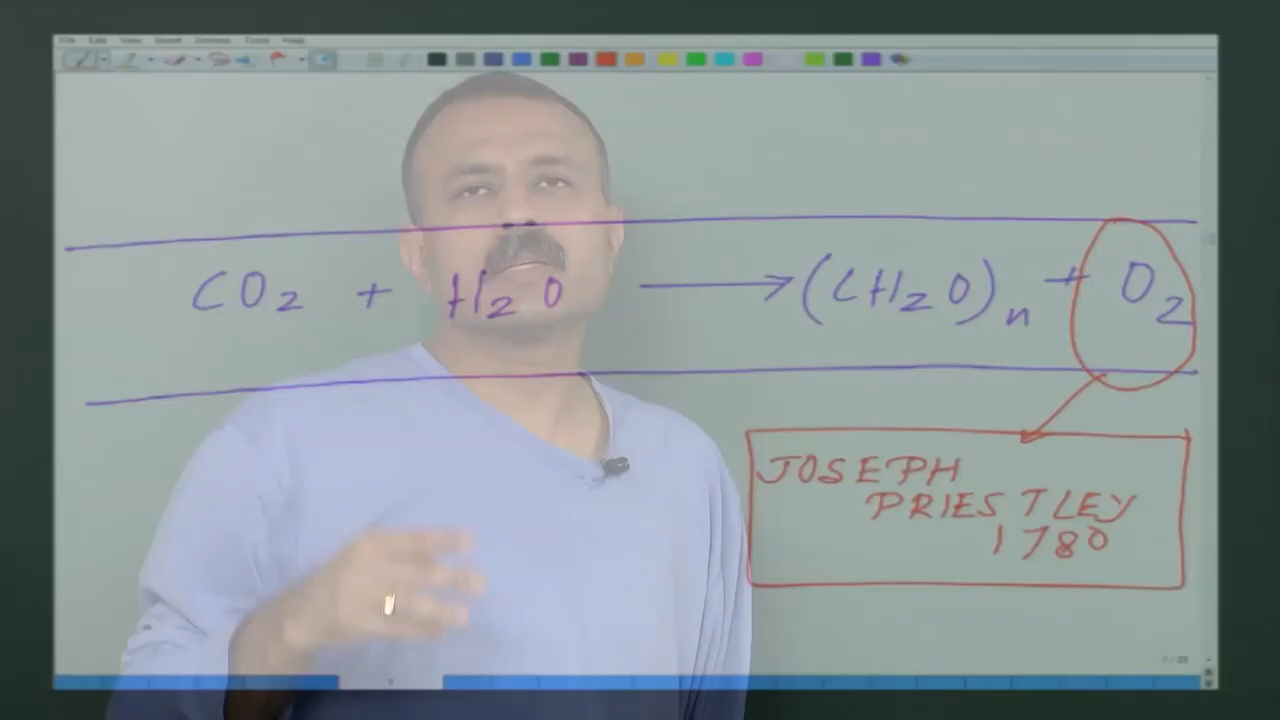 CO2 + H2O → (CH2O)n + O2
JOSEPH
PRIESTLEY
1780